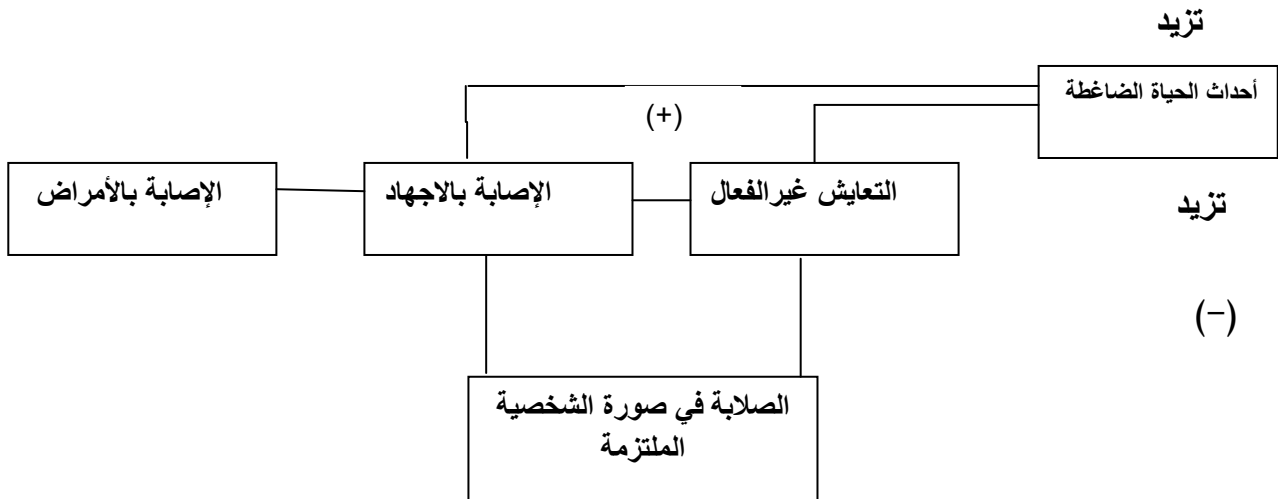 تزيد
أحداث الحياة الضاغطة
(+)
التعايش غيرالفعال
الإصابة بالاجهاد
الإصابة بالأمراض
تزيد
(−)
الصلابة في صورة الشخصية
الملتزمة